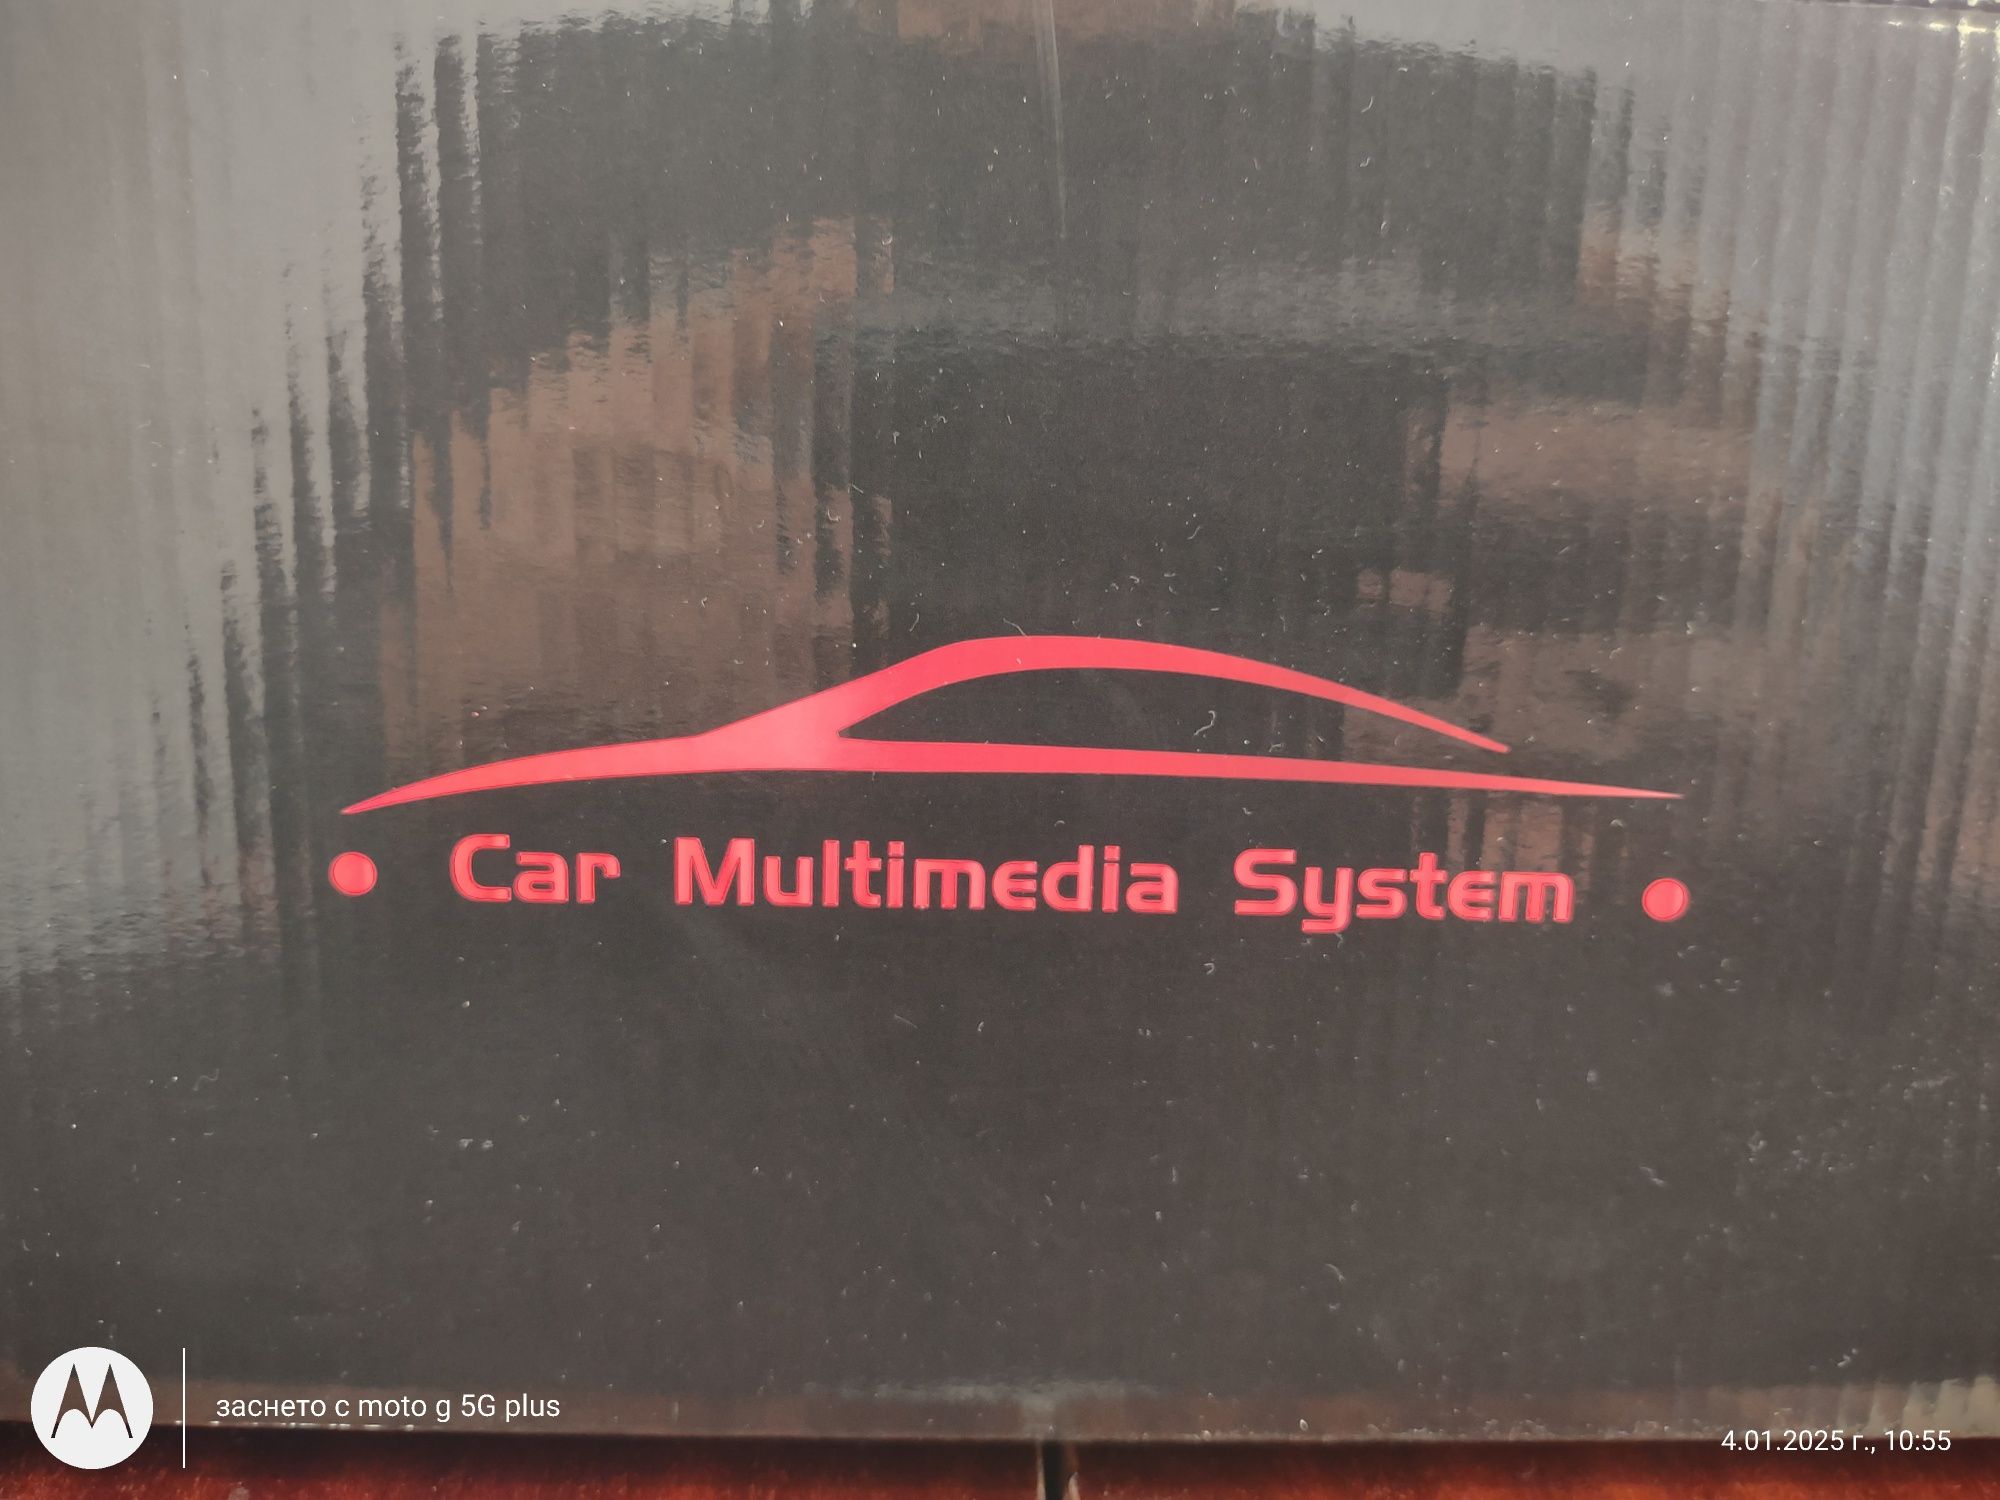 • Car Multimedia System •
заснето с moto g 5G plus
4.01.2025 г., 10:55